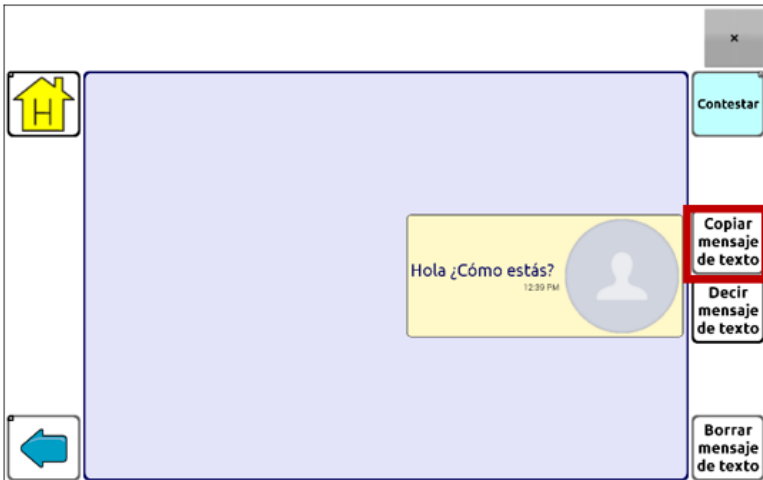 ×
H
Contestar
Copiar
mensaje
de texto
Hola ¿Cómo estás?
12:39 PM
Decir
mensaje
de texto
Borrar
mensaje
de texto